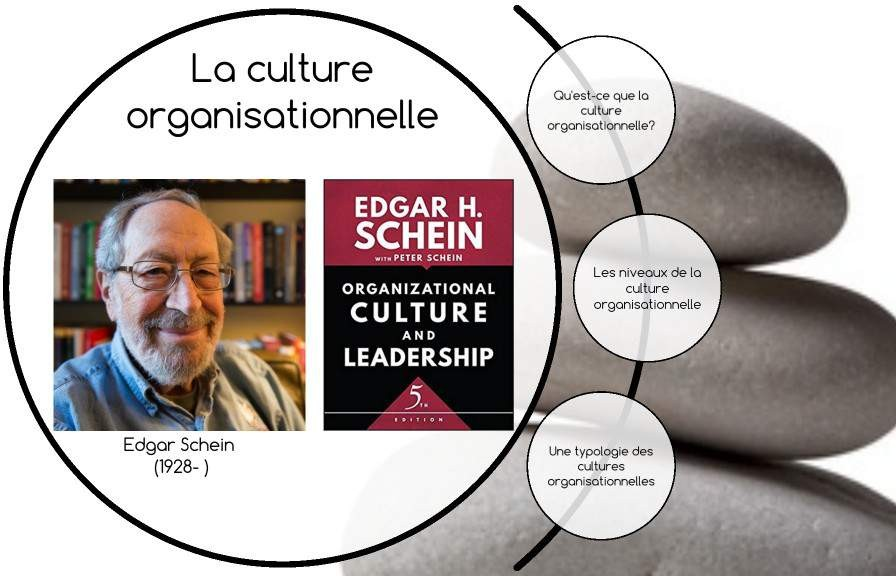 La culture
organisationnelle
EDGAR H.
SCHEIN
WITH PETER SCHEIN
ORGANIZATIONAL
CULTURE
AND
LEADERSHIP
5TH
EDITION
Edgar Schein
(1928- )
Qu'est-ce que la
culture
organisationnelle?
Les niveaux de la
culture
organisationnelle
Une typologie des
cultures
organisationnelles